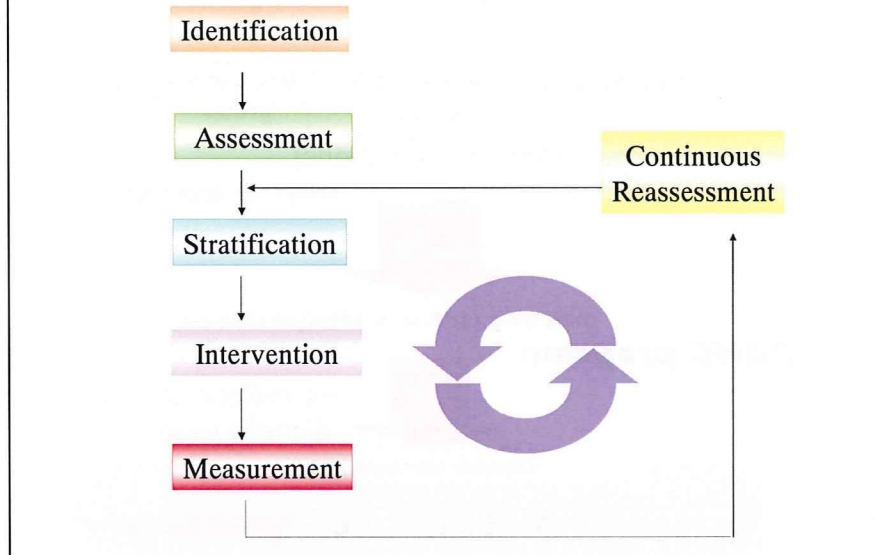 Identification
Assessment
Continuous
Reassessment
Stratification
Intervention
Measurement